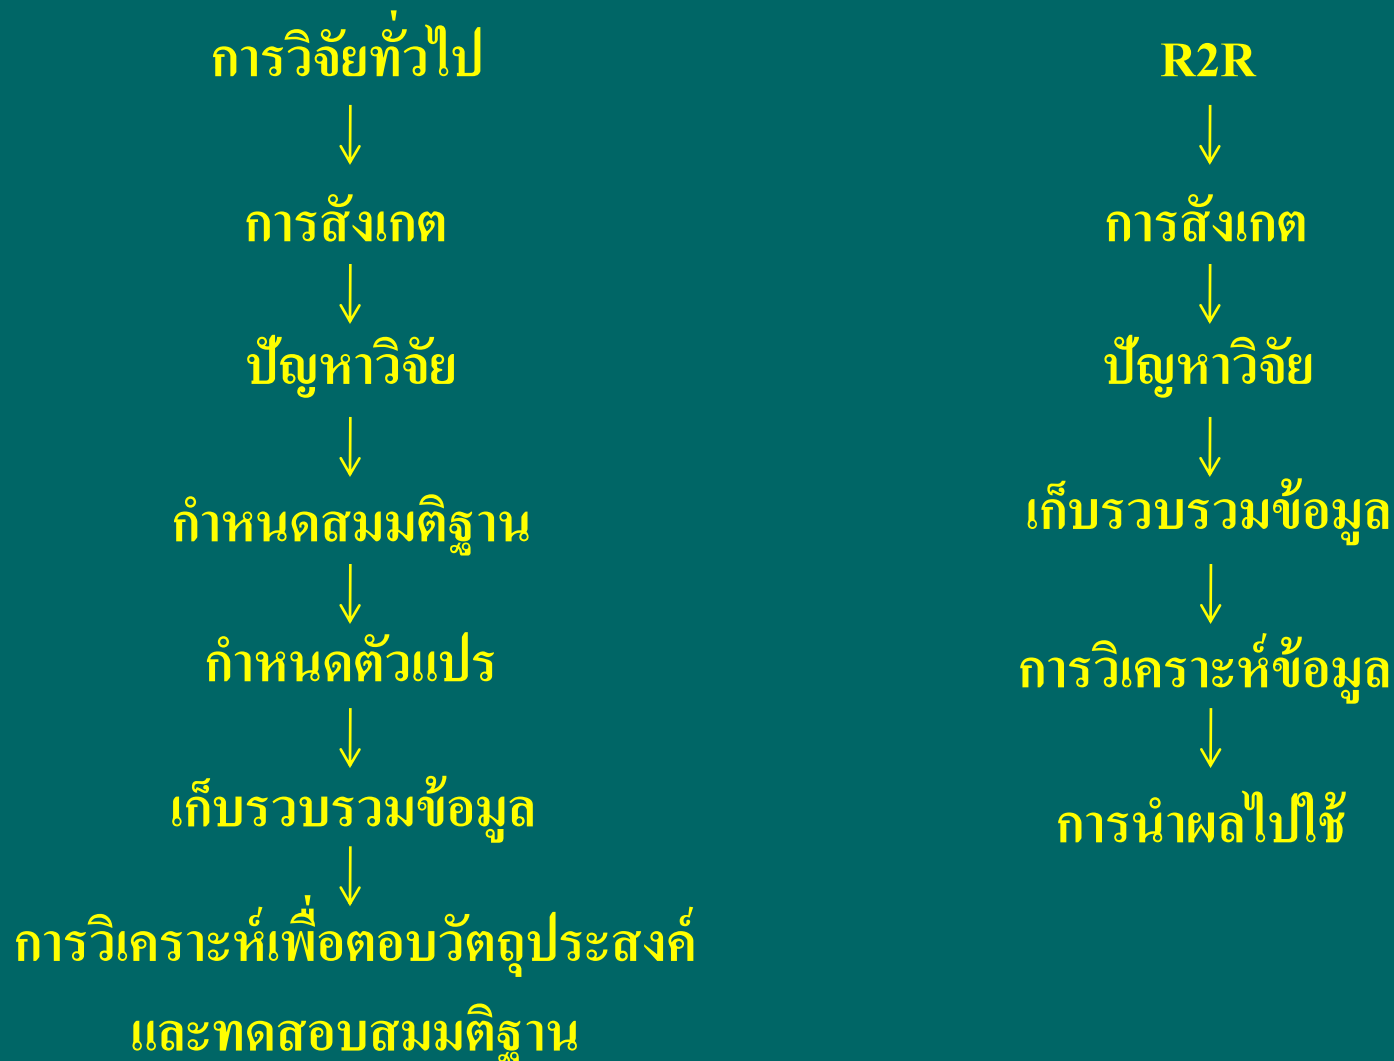 การวิจัยทั่วไป
การสังเกต
ปัญหาวิจัย
กำหนดสมมติฐาน
กำหนดตัวแปร
เก็บรวบรวมข้อมูล
การวิเคราะห์เพื่อตอบวัตถุประสงค์
และทดสอบสมมติฐาน
R2R
การสังเกต
ปัญหาวิจัย
เก็บรวบรวมข้อมูล
การวิเคราะห์ข้อมูล
การนำผลไปใช้